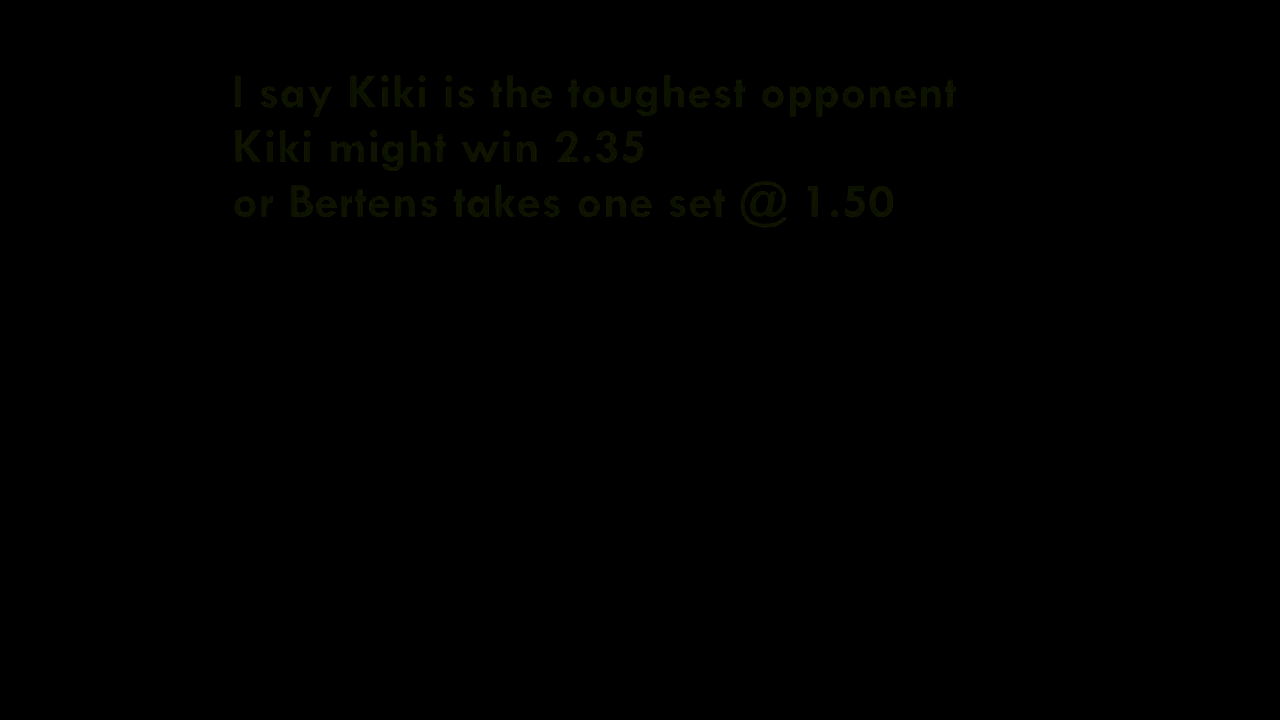 I say Kiki is the toughest opponent
Kiki might win 2.35
or Bertens takes one set @ 1.50